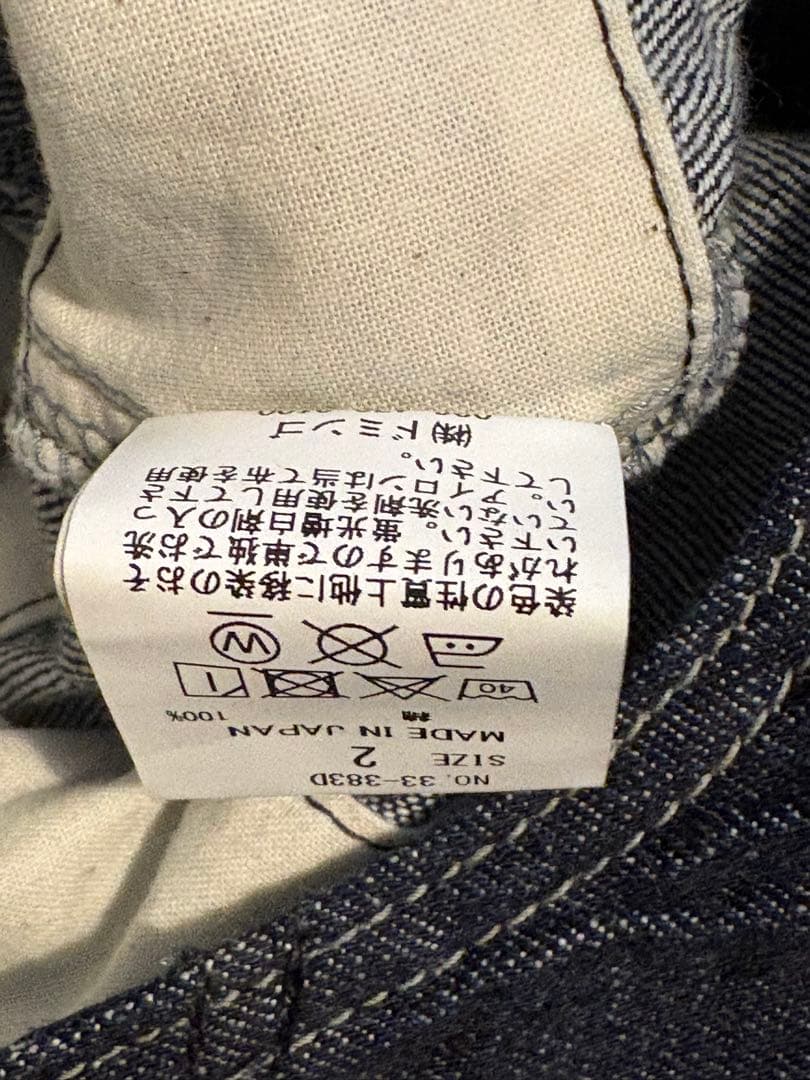 NO. 33-383D
SIZE 2
MADE IN JAPAN
綿 100%
40
W
染色の性質上他に移染のおそ
れがありますので単独でお洗
い下さい。蛍光増白剤の入っ
ていない洗剤を使用して下さ
い。アイロンは当て布を使用
して下さい。
㈱ドミンゴ